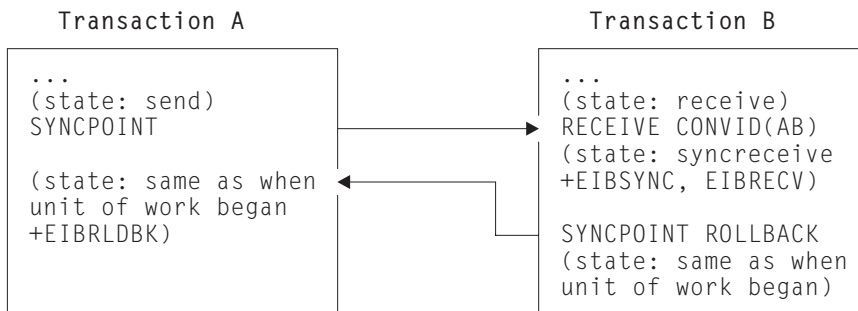 Transaction A
...
(state: send)
SYNCPOINT
(state: same as when
unit of work began
+EIBRLDBK)
Transaction B
...
(state: receive)
RECEIVE CONVID(AB)
(state: syncreceive
+EIBSYNC, EIBRECV)
SYNCPOINT ROLLBACK
(state: same as when
unit of work began)